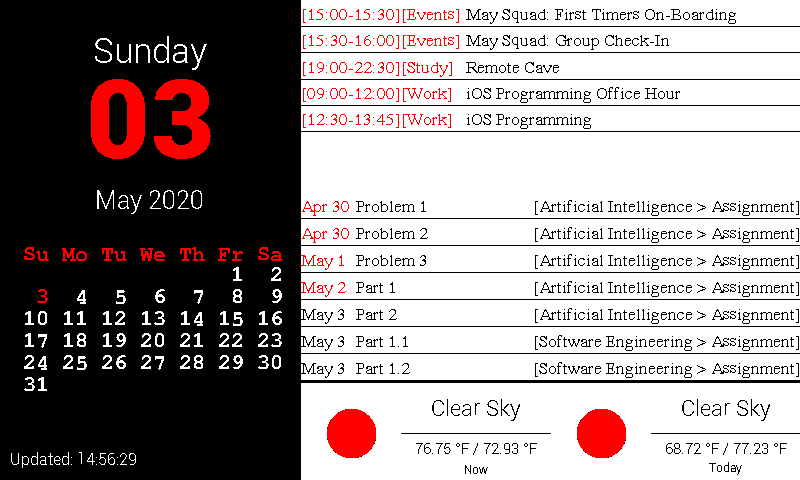 Sunday
03
May 2020
Su Mo Tu We Th Fr Sa
1 2
3 4 5 6 7 8 9
10 11 12 13 14 15 16
17 18 19 20 21 22 23
24 25 26 27 28 29 30
31
Updated: 14:56:29
[15:00-15:30][Events] May Squad: First Timers On-Boarding
[15:30-16:00][Events] May Squad: Group Check-In
[19:00-22:30][Study] Remote Cave
[09:00-12:00][Work] iOS Programming Office Hour
[12:30-13:45][Work] iOS Programming
Apr 30 Problem 1 [Artificial Intelligence > Assignment]
Apr 30 Problem 2 [Artificial Intelligence > Assignment]
May 1 Problem 3 [Artificial Intelligence > Assignment]
May 2 Part 1 [Artificial Intelligence > Assignment]
May 3 Part 2 [Artificial Intelligence > Assignment]
May 3 Part 1.1 [Software Engineering > Assignment]
May 3 Part 1.2 [Software Engineering > Assignment]
Clear Sky
76.75 °F / 72.93 °F
Now
Clear Sky
68.72 °F / 77.23 °F
Today